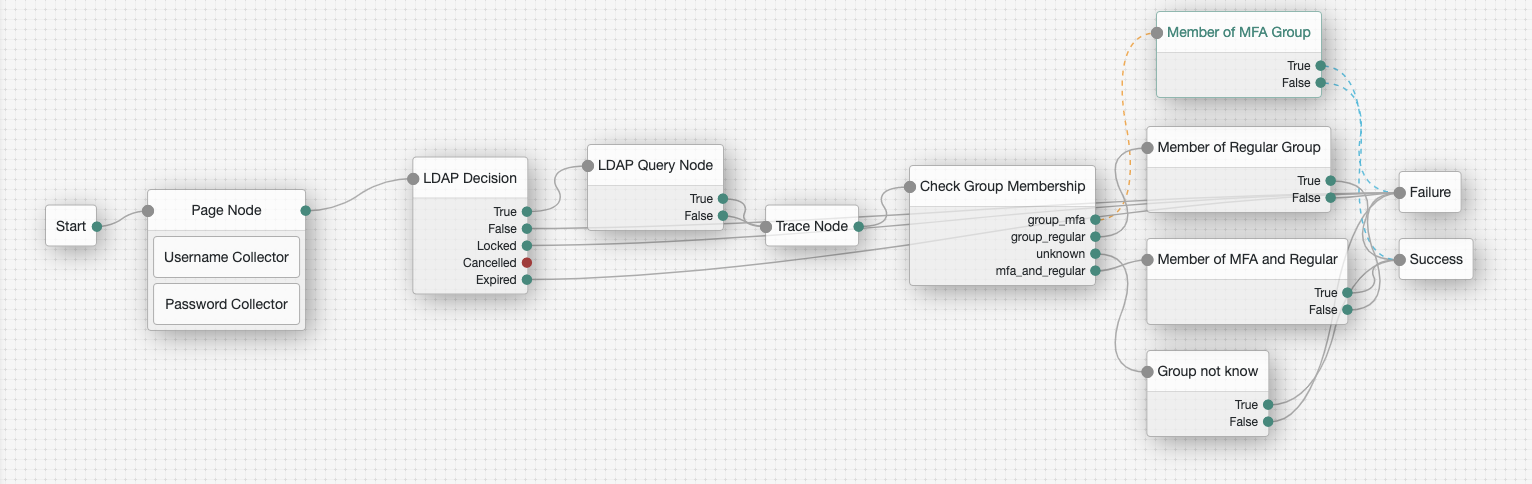 Start
Page Node
Username Collector
Password Collector
LDAP Decision
True
False
Locked
Cancelled
Expired
LDAP Query Node
True
False
Trace Node
Check Group Membership
group_mfa
group_regular
unknown
mfa_and_regular
Member of MFA Group
True
False
Member of Regular Group
True
False
Member of MFA and Regular
True
False
Group not know
True
False
Failure
Success